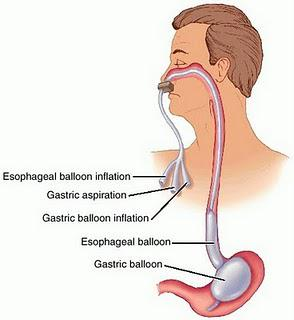 Esophageal balloon inflation
Gastric aspiration
Gastric balloon inflation
Esophageal balloon
Gastric balloon